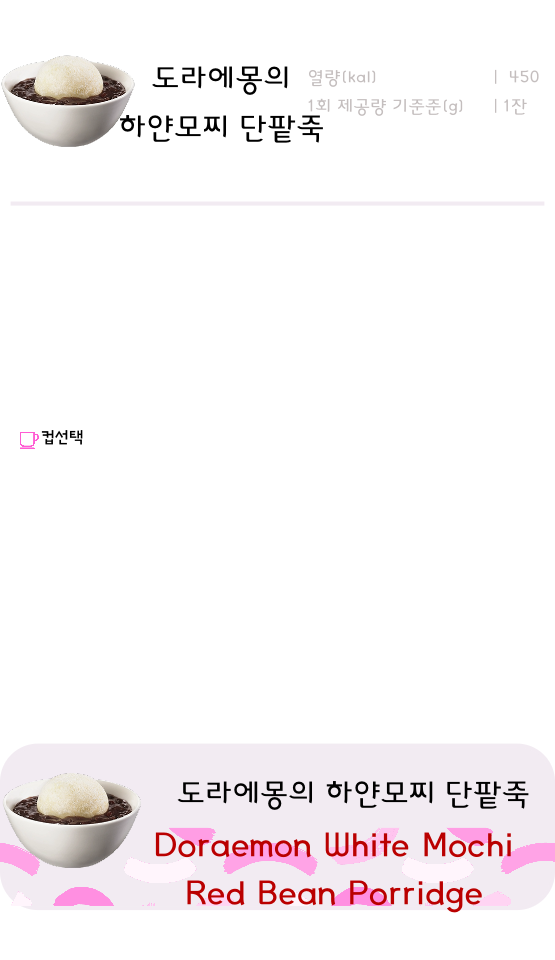 도라에몽의
하얀모찌 단팥죽
열량(kal) | 450
1회 제공량 기준준(g) | 1잔
컵선택
도라에몽의 하얀모찌 단팥죽
Doraemon White Mochi
Red Bean Porridge